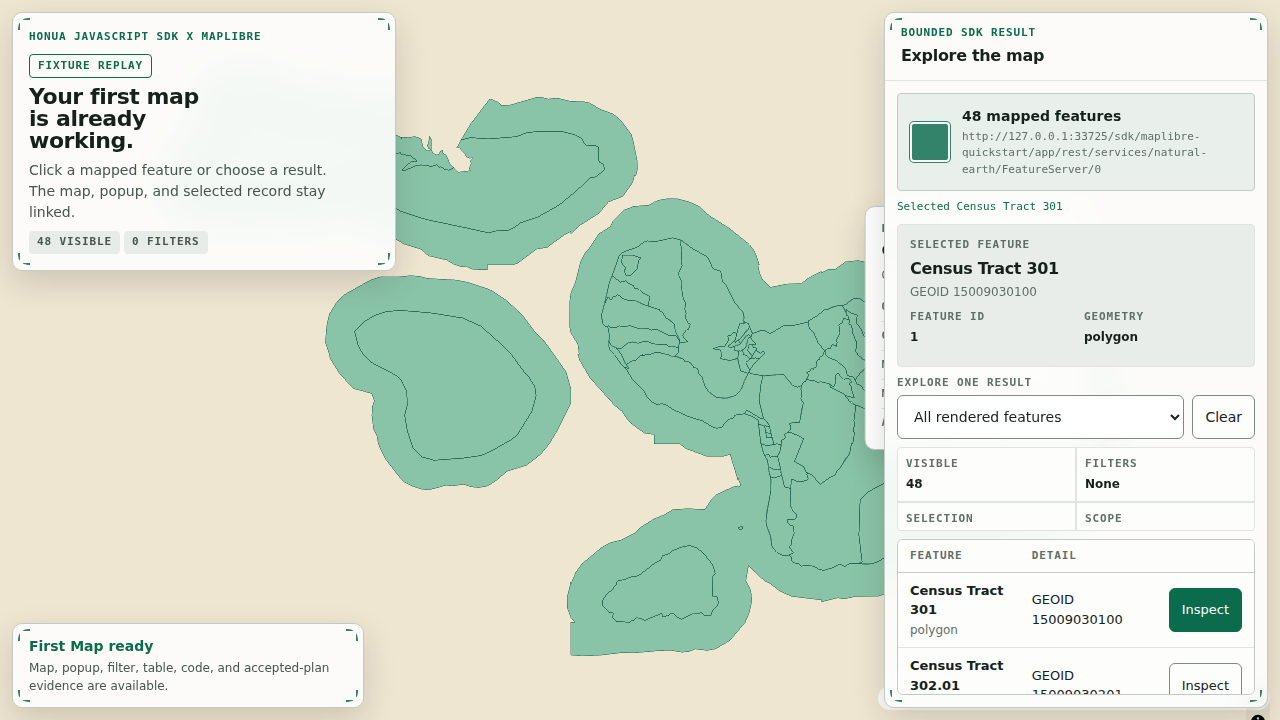 HONUA JAVASCRIPT SDK X MAPLIBRE
FIXTURE REPLAY
Your first map
is already
working.
Click a mapped feature or choose a result.
The map, popup, and selected record stay
linked.
48 VISIBLE
0 FILTERS
First Map ready
Map, popup, filter, table, code, and accepted-plan
evidence are available.
BOUNDED SDK RESULT
Explore the map
48 mapped features
http://127.0.0.1:33725/sdk/maplibre-
quickstart/app/rest/services/natural-
earth/FeatureServer/0
Selected Census Tract 301
SELECTED FEATURE
Census Tract 301
GEOID 15009030100
FEATURE ID
GEOMETRY
1
polygon
EXPLORE ONE RESULT
All rendered features
Clear
VISIBLE
FILTERS
48
None
SELECTION
SCOPE
FEATURE
DETAIL
Census Tract
301
polygon
GEOID
15009030100
Inspect
Census Tract
302.01
GEOID
15009030201
Inspect